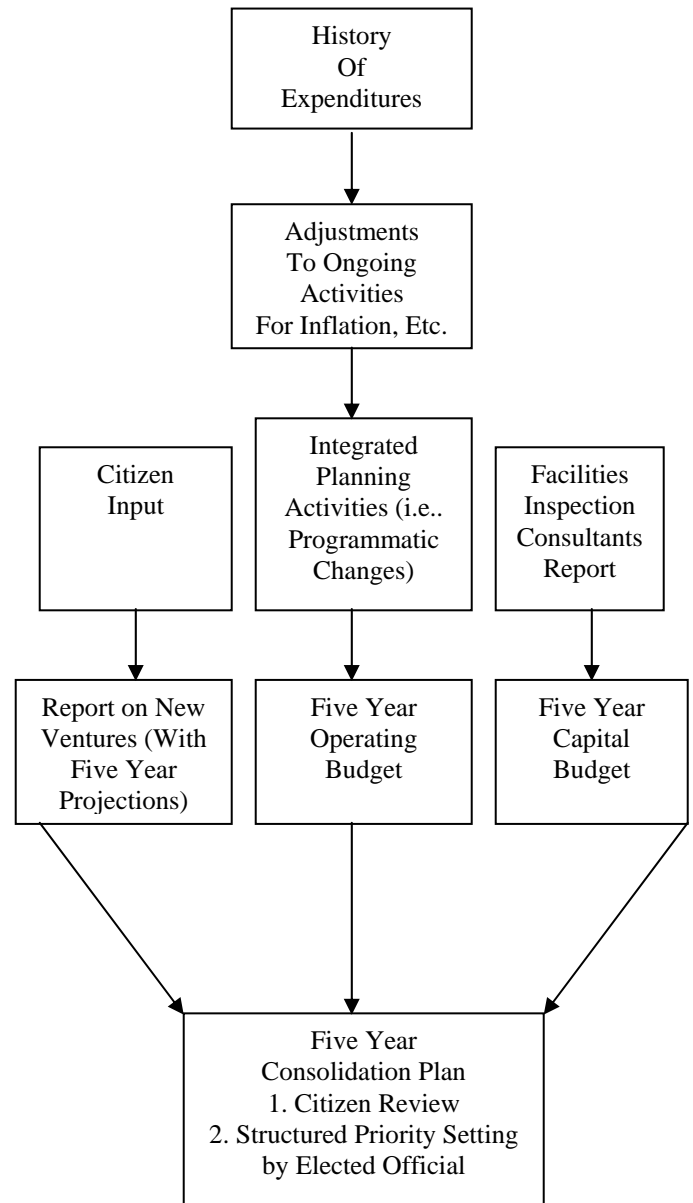 History
Of
Expenditures
Adjustments
To Ongoing
Activities
For Inflation, Etc.
Citizen
Input
Integrated
Planning
Activities (i.e..
Programmatic
Changes)
Facilities
Inspection
Consultants
Report
Report on New
Ventures (With
Five Year
Projections)
Five Year
Operating
Budget
Five Year
Capital
Budget
Five Year
Consolidation Plan
1. Citizen Review
2. Structured Priority Setting
by Elected Official